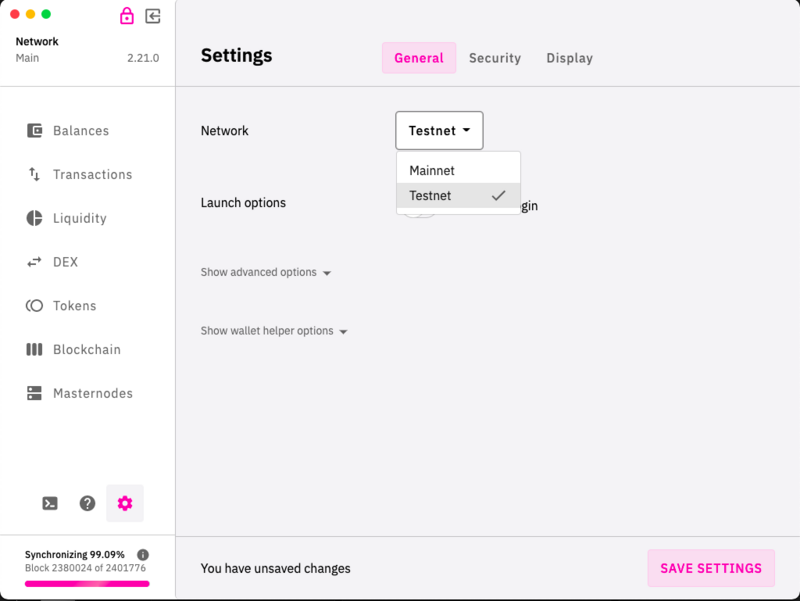 Network
Main 2.21.0
Settings
General Security Display
Balances
Transactions
Liquidity
DEX
Tokens
Blockchain
Masternodes
Network Testnet
Mainnet
Testnet
Launch options gin
Show advanced options
Show wallet helper options
Synchronizing 99.09%
Block 2380024 of 2401776
You have unsaved changes SAVE SETTINGS